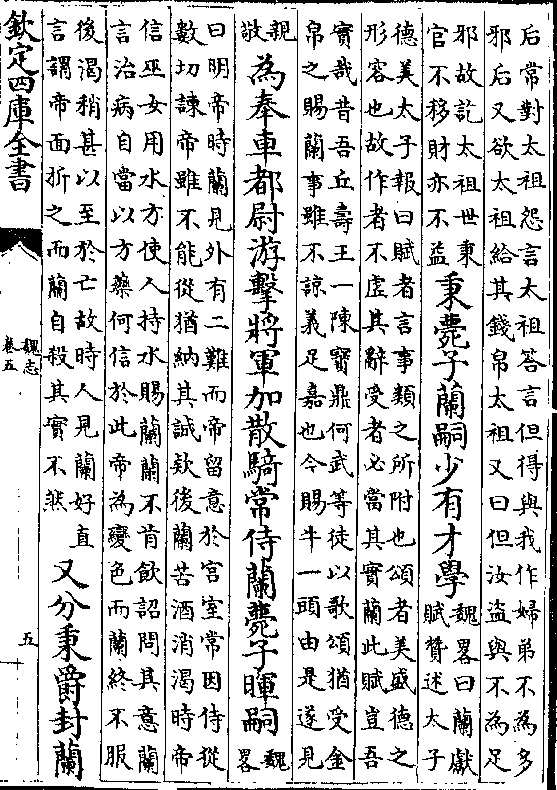 后常對太祖怨言太祖答言但得與我作婦弟不為多
邪后又欲太祖給其錢帛太祖又曰但汝盜與不為足
邪故訖太祖世秉
官不移財亦不益
秉薨子蘭嗣少有才學
魏畧曰蘭獻
賦贊述太子
德美太子報曰賦者言事類之所附也頌者美盛德之
形容也故作者不虛其辭受者必當其實蘭此賦豈吾
實哉昔吾丘壽王一陳寶鼎何武等徒以歌頌猶受金
帛之賜蘭事雖不諒義足嘉也今賜牛一頭由是遂見
親
敬
為奉車都尉游擊將軍加散騎常侍蘭薨子暉嗣
魏
畧
曰明帝時蘭見外有二難而帝留意於宮室常因侍從
數切諫帝雖不能從猶納其誠欵後蘭苦酒消渴時帝
信巫女用水方使人持水賜蘭蘭不肯飲詔問其意蘭
言治病自當以方藥何信於此帝為變色而蘭終不服
後渴稍甚以至於亡故時人見蘭好直
言謂帝面折之而蘭自殺其實不然
又分秉爵封蘭
欽定四庫全書
魏志
卷五
五